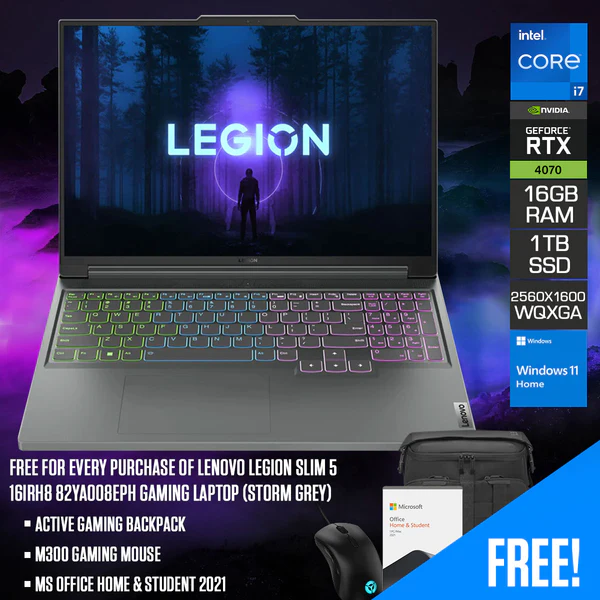 intel.
CORE
i7
NVIDIA
GEFORCE
RTX
4070
16GB
RAM
1TB
SSD
2560X1600
WQXGA
Windows
Windows 11
Home
LEGION
LEGION
Lenovo
FREE FOR EVERY PURCHASE OF LENOVO LEGION SLIM 5
16IRH8 82YA008EPH GAMING LAPTOP (STORM GREY)
▪ ACTIVE GAMING BACKPACK
▪ M300 GAMING MOUSE
▪ MS OFFICE HOME & STUDENT 2021
Microsoft
Office
Home & Student
FREE!